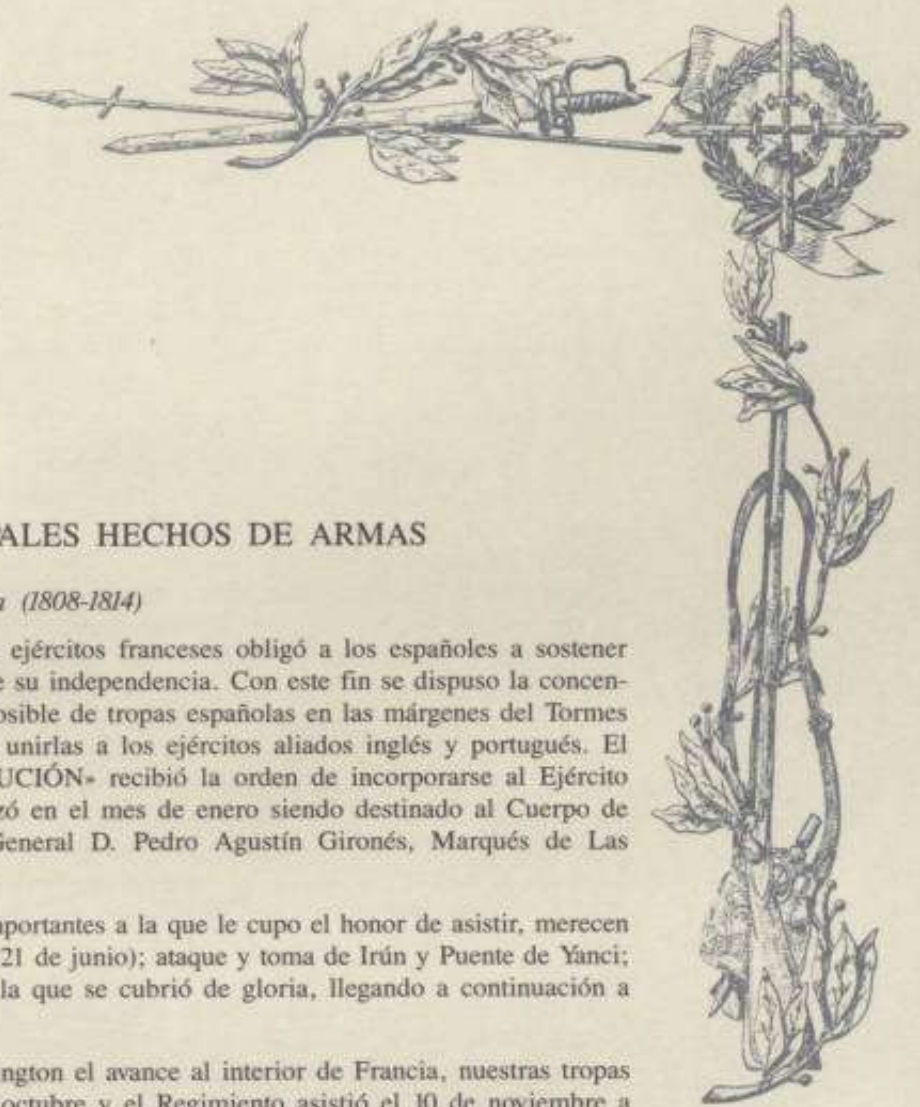 ALES HECHOS DE ARMAS
(1808-1814)
ejércitos franceses obligó a los españoles a sostener
su independencia. Con este fin se dispuso la concen-
osible de tropas españolas en las márgenes del Tormes
unirlas a los ejércitos aliados inglés y portugués. El
UCIÓN» recibió la orden de incorporarse al Ejército
zó en el mes de enero siendo destinado al Cuerpo de
General D. Pedro Agustín Gironés, Marqués de Las
mportantes a la que le cupo el honor de asistir, merecen
21 de junio); ataque y toma de Irún y Puente de Yanci;
la que se cubrió de gloria, llegando a continuación a
ngton el avance al interior de Francia, nuestras tropas
octubre y el Regimiento asistió el 10 de noviembre a